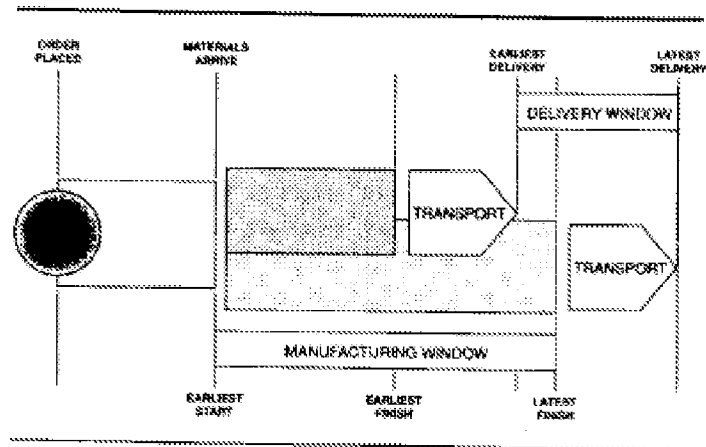 ORDER
PLACED
MATERIALS
ARRIVE
EARLIEST
DELIVERY
LATEST
DELIVERY
DELIVERY WINDOW
TRANSPORT
TRANSPORT
MANUFACTURING WINDOW
EARLIEST
START
EARLIEST
FINISH
LATEST
FINISH